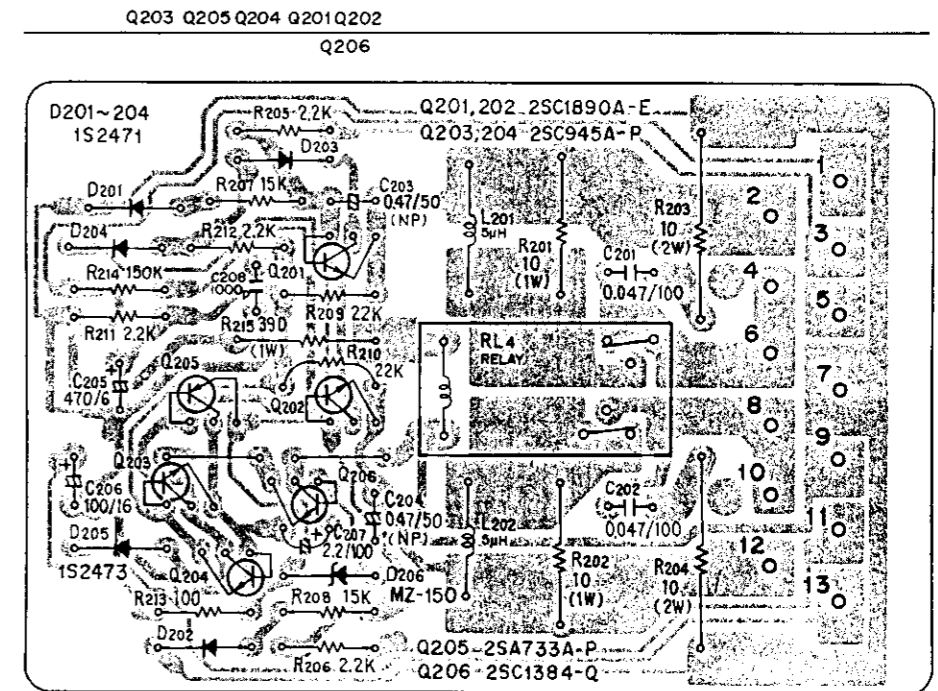 Q203 Q205 Q204 Q201 Q202
Q206
D201~204
1S2471
R205 2.2K
D203
Q201,202 2SC1890A-E
Q203,204 2SC945A-P
D201
R207 15K
C203
0.47/50
(NP)
D204
R212 2.2K
R214 150K
C208
1000
Q201
R211 2.2K
R215 390
(1W)
R209
22K
R210
22K
L201
5μH
R201
10
(1W)
R203
10
(2W)
C201
0.047/100
RL4
RELAY
Q205
C205
470/6
Q202
Q203
C206
100/16
Q206
C204
0.47/50
(NP)
C207
2.2/100
D205
1S2473
Q204
D206
MZ-150
R213 100
R208 15K
D202
R206 2.2K
L202
5μH
R202
10
(1W)
C202
0.047/100
R204
10
(2W)
Q205-2SA733A-P
Q206-2SC1384-Q
1
2
3
4
5
6
7
8
9
10
11
12
13